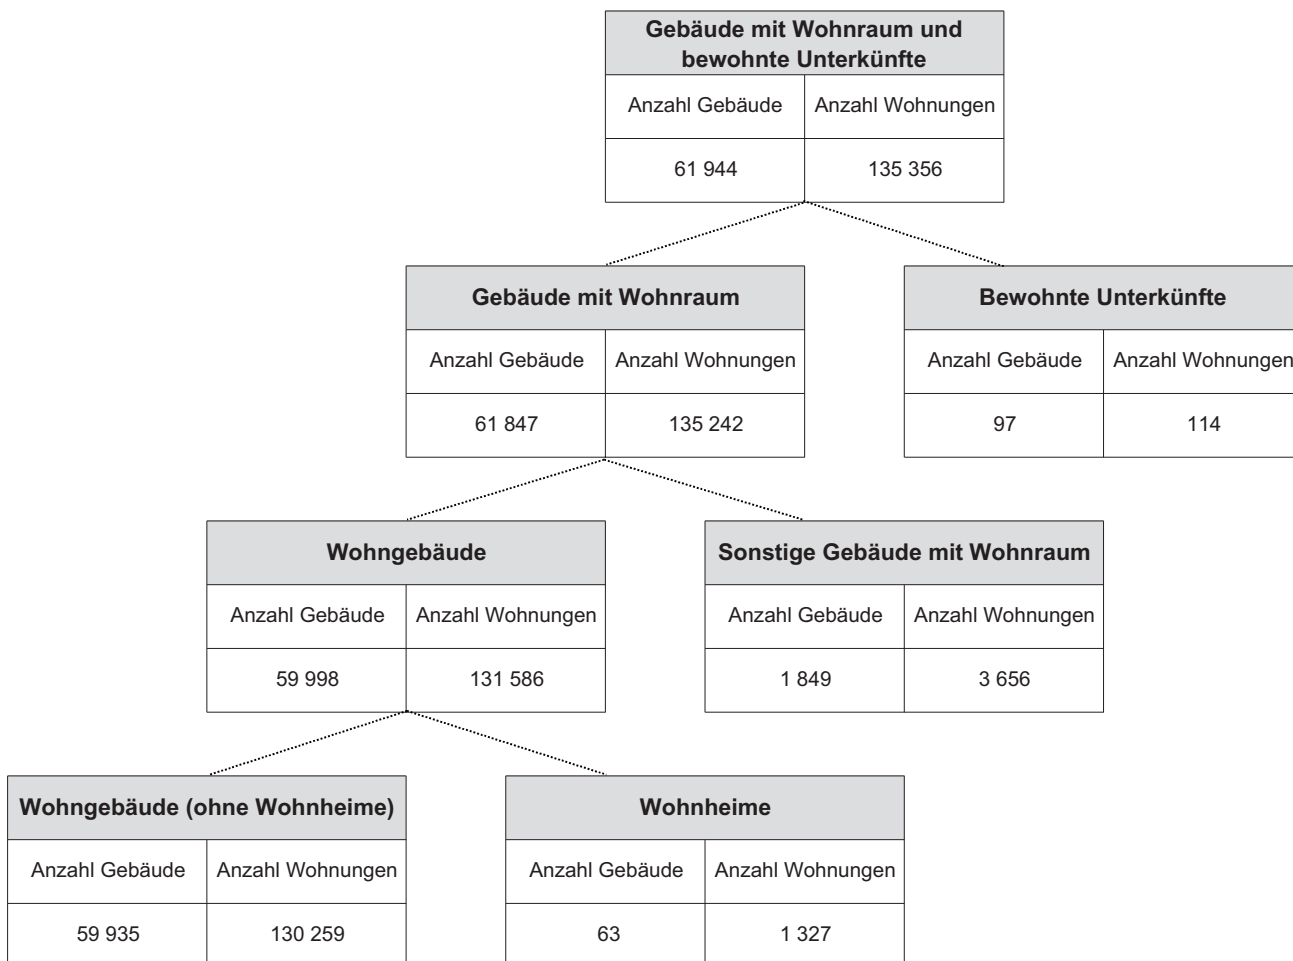 Gebäude mit Wohnraum und
bewohnte Unterkünfte
Anzahl Gebäude Anzahl Wohnungen
61 944 135 356
Gebäude mit Wohnraum
Anzahl Gebäude Anzahl Wohnungen
61 847 135 242
Bewohnte Unterkünfte
Anzahl Gebäude Anzahl Wohnungen
97 114
Wohngebäude
Anzahl Gebäude Anzahl Wohnungen
59 998 131 586
Sonstige Gebäude mit Wohnraum
Anzahl Gebäude Anzahl Wohnungen
1 849 3 656
Wohngebäude (ohne Wohnheime)
Anzahl Gebäude Anzahl Wohnungen
59 935 130 259
Wohnheime
Anzahl Gebäude Anzahl Wohnungen
63 1 327